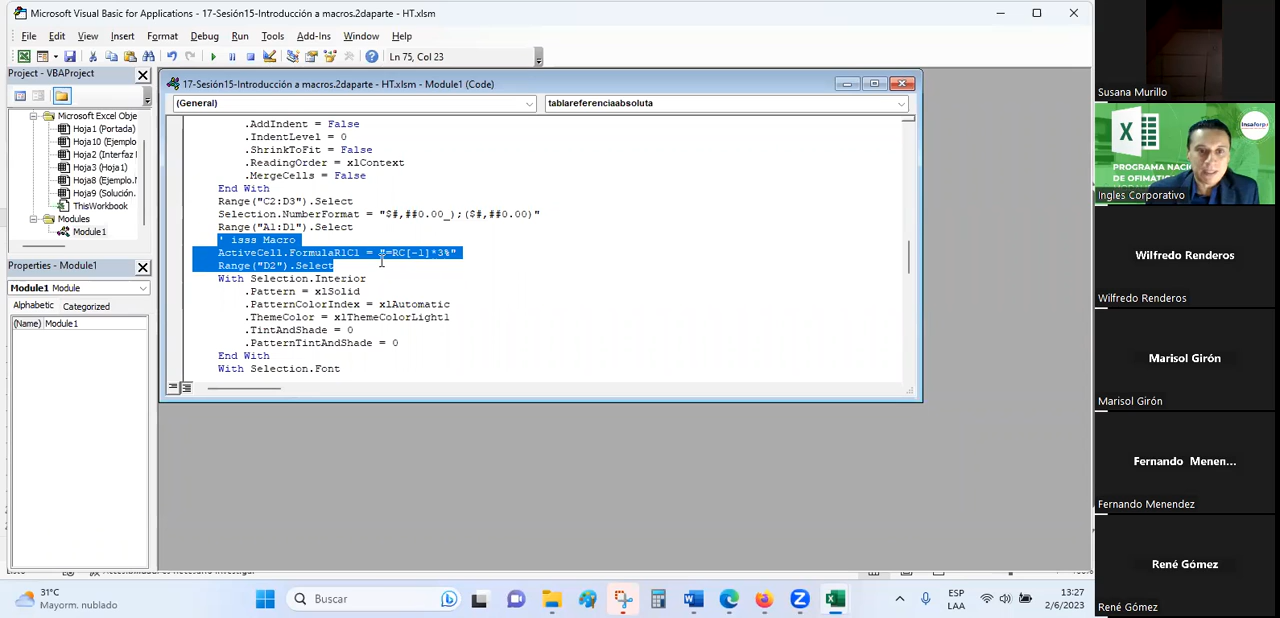 Microsoft Visual Basic for Applications - 17-Sesión15-Introducción a macros.2daparte - HT.xlsm
File Edit View Insert Format Debug Run Tools Add-Ins Window Help
Ln 75, Col 23
Project - VBAProject
Microsoft Excel Obje
Hoja1 (Portada)
Hoja10 (Ejemplo
Hoja2 (Interfaz I
Hoja3 (Hoja1)
Hoja8 (Ejemplo.M
Hoja9 (Solución.
ThisWorkbook
Modules
Module1
Properties - Module1
Module1 Module
Alphabetic Categorized
(Name) Module1
17-Sesión15-Introducción a macros.2daparte - HT.xlsm - Module1 (Code)
(General) tablareferenciaabsoluta
.AddIndent = False
.IndentLevel = 0
.ShrinkToFit = False
.ReadingOrder = xlContext
.MergeCells = False
End With
Range("C2:D3").Select
Selection.NumberFormat = "$#,##0.00_);($#,##0.00)"
Range("A1:D1").Select
' isss Macro
ActiveCell.FormulaR1C1 = "=RC[-1]*3%"
Range("D2").Select
With Selection.Interior
.Pattern = xlSolid
.PatternColorIndex = xlAutomatic
.ThemeColor = xlThemeColorLight1
.TintAndShade = 0
.PatternTintAndShade = 0
End With
With Selection.Font
Susana Murillo
Insaforp
PROGRAMA NAC
DE OFIMATI
Ingles Corporativo
Wilfredo Renderos
Wilfredo Renderos
Marisol Girón
Marisol Girón
Fernando Menen...
Fernando Menendez
René Gómez
René Gómez
31°C
Mayorm. nublado
Buscar
ESP
LAA
13:27
2/6/2023